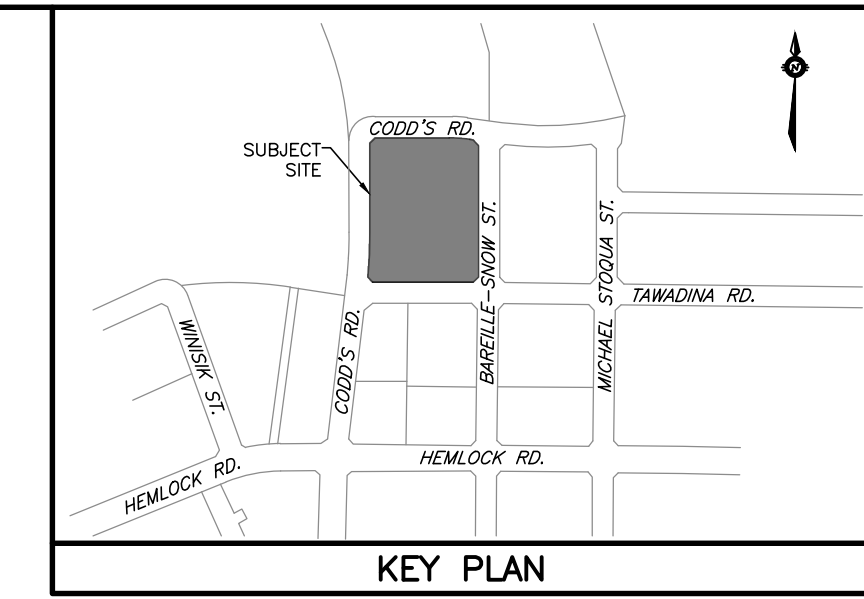 CODD'S RD.
N
SUBJECT
SITE
BAREILLE-SNOW ST.
MICHAEL STOQUA ST.
TAWADINA RD.
WINISIK ST.
CODD'S RD.
HEMLOCK RD.
HEMLOCK RD.
KEY PLAN